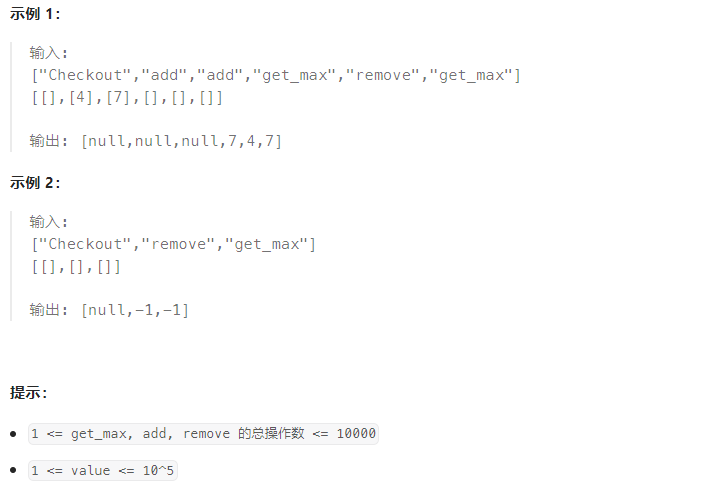 示例 1：
输入:
["Checkout","add","add","get_max","remove","get_max"]
[[],[4],[7],[],[],[]]
输出: [null,null,null,7,4,7]
示例 2：
输入:
["Checkout","remove","get_max"]
[[],[],[]]
输出: [null,-1,-1]
提示：
1 <= get_max, add, remove 的总操作数 <= 10000
1 <= value <= 10^5